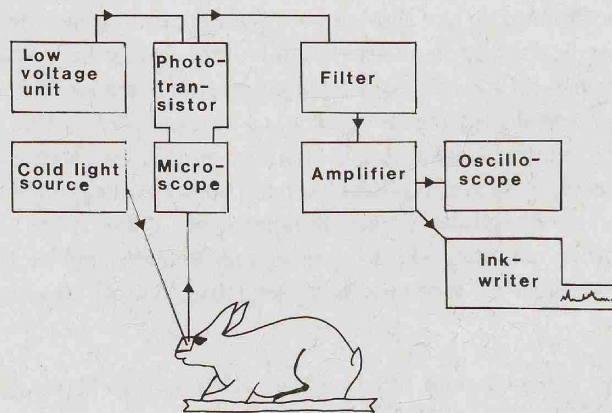 Low
voltage
unit
Photo-
tran-
sistor
Filter
Cold light
source
Micro-
scope
Amplifier
Oscillo-
scope
Ink-
writer